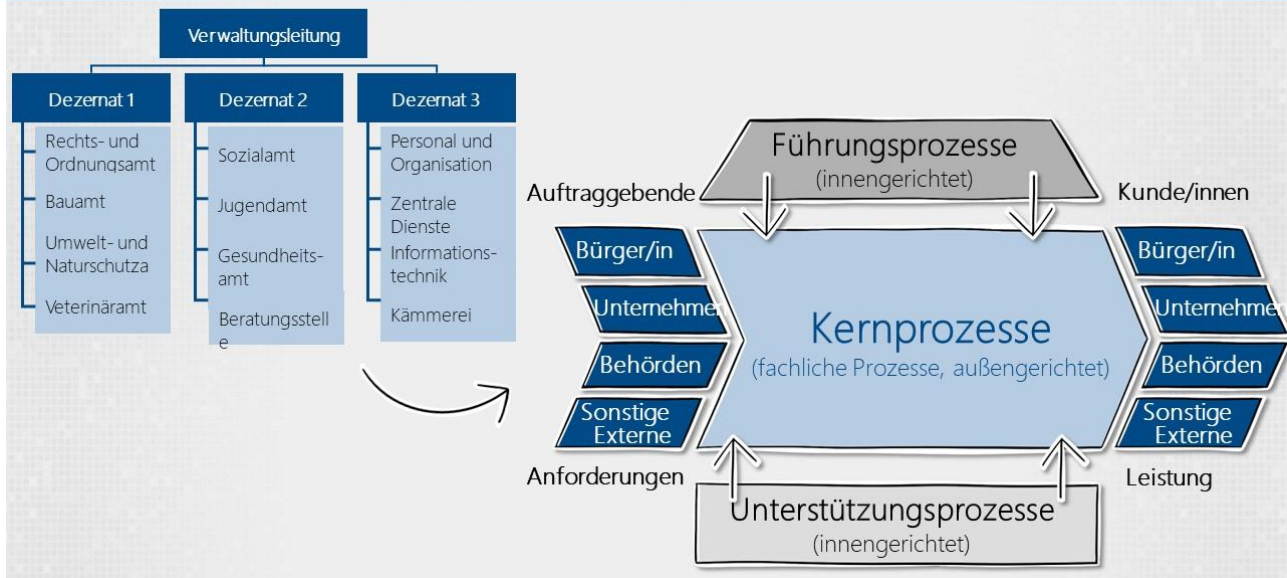 Verwaltungsleitung
Dezernat 1
Rechts- und
Ordnungsamt
Bauamt
Umwelt- und
Naturschutza
Veterinäramt
Dezernat 2
Sozialamt
Jugendamt
Gesundheits-
amt
Beratungsstell
e
Dezernat 3
Personal und
Organisation
Zentrale
Dienste
Informations-
technik
Kämmerei
Führungsprozesse
(innengerichtet)
Auftraggebende
Bürger/in
Unternehmen
Behörden
Sonstige
Externe
Anforderungen
Kernprozesse
(fachliche Prozesse, außengerichtet)
Kunde/innen
Bürger/in
Unternehmen
Behörden
Sonstige
Externe
Leistung
Unterstützungsprozesse
(innengerichtet)